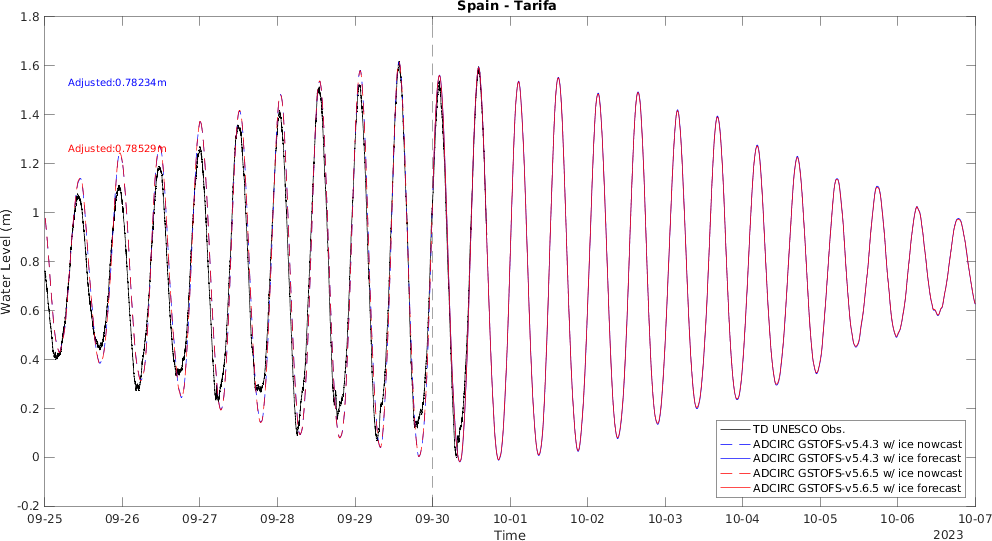 Spain - Tarifa
1.8
1.6
1.4
1.2
1
0.8
0.6
0.4
0.2
0
-0.2
Water Level (m)
Adjusted:0.78234m
Adjusted:0.78529m
TD UNESCO Obs.
ADCIRC GSTOFS-v5.4.3 w/ ice nowcast
ADCIRC GSTOFS-v5.4.3 w/ ice forecast
ADCIRC GSTOFS-v5.6.5 w/ ice nowcast
ADCIRC GSTOFS-v5.6.5 w/ ice forecast
09-25 09-26 09-27 09-28 09-29 09-30 10-01 10-02 10-03 10-04 10-05 10-06 10-07
Time
2023